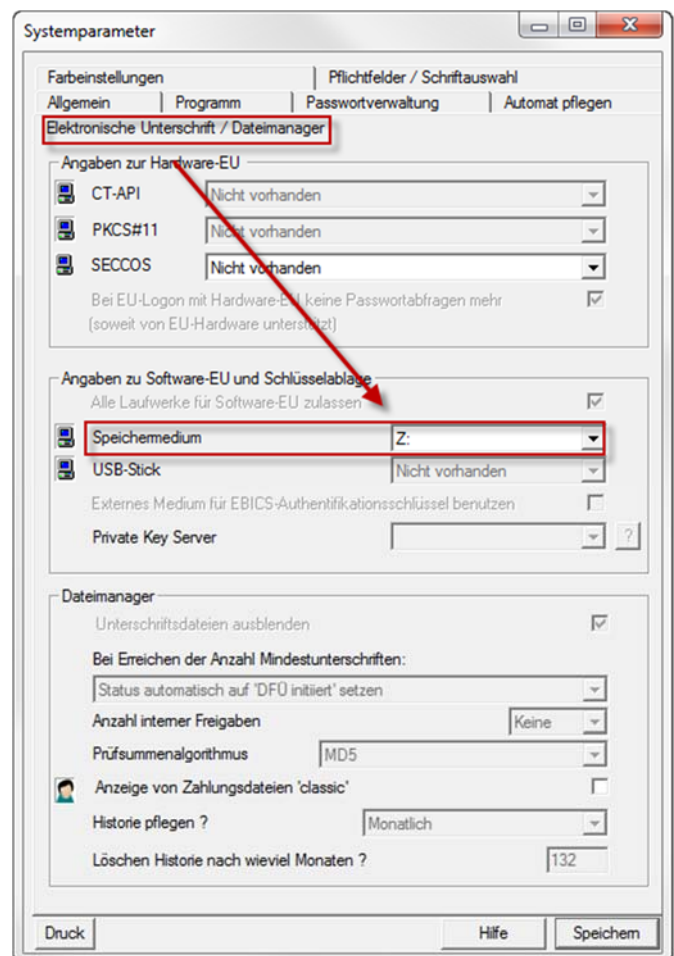 Systemparameter
Farbeinstellungen Pflichtfelder / Schriftauswahl
Allgemein Programm Passwortverwaltung Automat pflegen
Elektronische Unterschrift / Dateimanager
Angaben zur Hardware-EU
CT-API Nicht vorhanden
PKCS#11 Nicht vorhanden
SECCOS Nicht vorhanden
Bei EU-Logon mit Hardware-EU keine Passwortabfragen mehr
(soweit von EU-Hardware unterstützt)
Angaben zu Software-EU und Schlüsselablage
Alle Laufwerke für Software-EU zulassen
Speichermedium Z:
USB-Stick Nicht vorhanden
Externes Medium für EBICS-Authentifikationsschlüssel benutzen
Private Key Server ?
Dateimanager
Unterschriftsdateien ausblenden
Bei Erreichen der Anzahl Mindestunterschriften:
Status automatisch auf 'DFÜ initiiert' setzen
Anzahl interner Freigaben Keine
Prüfsummenalgorithmus MD5
Anzeige von Zahlungsdateien 'classic'
Historie pflegen ? Monatlich
Löschen Historie nach wieviel Monaten ? 132
Druck Hilfe Speichern